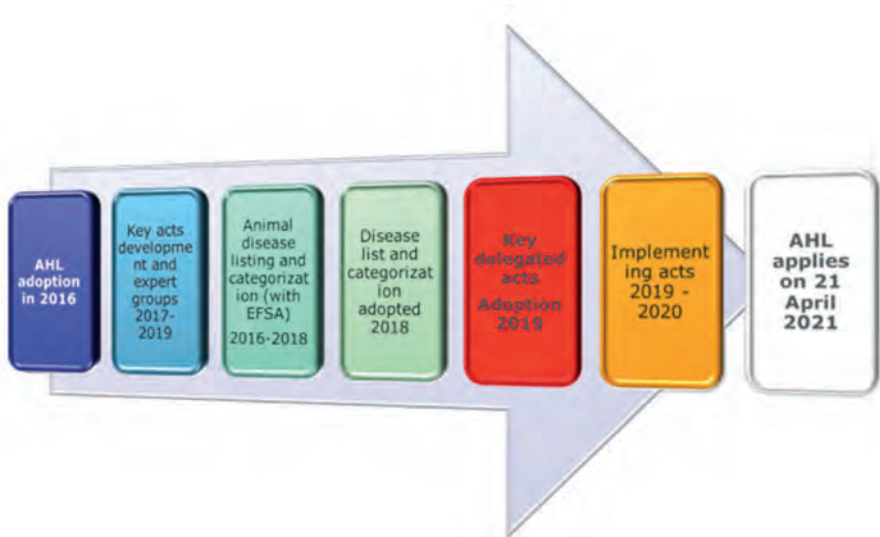 AHL
adoption
in 2016
Key acts
developme
nt and
expert
groups
2017-
2019
Animal
disease
listing and
categorizat
ion (with
EFSA)
2016-2018
Disease
list and
categorizat
ion
adopted
2018
Key
delegated
acts
Adoption
2019
Implement
ing acts
2019 -
2020
AHL
applies
on 21
April
2021